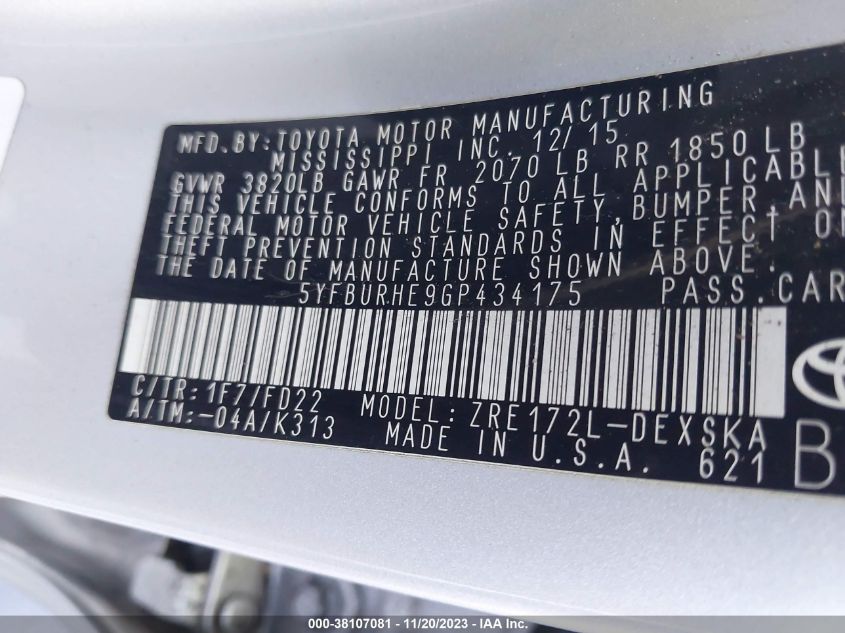 MFD.BY:TOYOTA MOTOR MANUFACTURING
MISSISSIPPI INC. 12/15
GVWR 3820LB GAWR FR 2070 LB RR 1850 LB
THIS VEHICLE CONFORMS TO ALL APPLICABLE
FEDERAL MOTOR VEHICLE SAFETY, BUMPER, AND
THEFT PREVENTION STANDARDS IN EFFECT ON
THE DATE OF MANUFACTURE SHOWN ABOVE.
5YFBURHE9GP434175 PASS.CAR
C/TR:1F7/FD22 MODEL:ZRE172L-DEXSKA
A/TM:-04A/K313 MADE IN U.S.A. 621 B
000-38107081 - 11/20/2023 - IAA Inc.